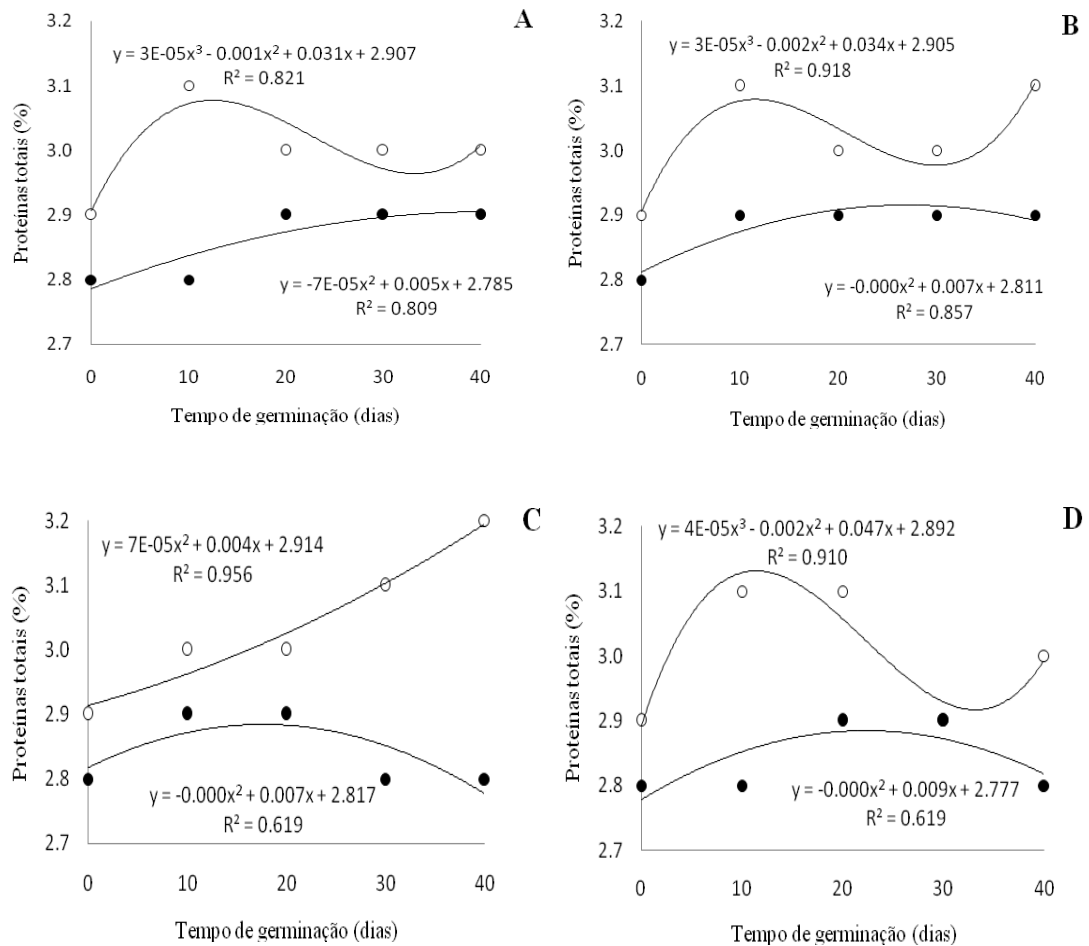 A
3.2
3.1
3.0
2.9
2.8
2.7
Proteínas totais (%)
y = 3E-05x³ - 0.001x² + 0.031x + 2.907
R² = 0.821
y = -7E-05x² + 0.005x + 2.785
R² = 0.809
0 10 20 30 40
Tempo de germinação (dias)
B
3.2
3.1
3.0
2.9
2.8
2.7
Proteínas totais (%)
y = 3E-05x³ - 0.002x² + 0.034x + 2.905
R² = 0.918
y = -0.000x² + 0.007x + 2.811
R² = 0.857
0 10 20 30 40
Tempo de germinação (dias)
C
3.2
3.1
3.0
2.9
2.8
2.7
Proteínas totais (%)
y = 7E-05x² + 0.004x + 2.914
R² = 0.956
y = -0.000x² + 0.007x + 2.817
R² = 0.619
0 10 20 30 40
Tempo de germinação (dias)
D
3.2
3.1
3.0
2.9
2.8
2.7
Proteínas totais (%)
y = 4E-05x³ - 0.002x² + 0.047x + 2.892
R² = 0.910
y = -0.000x² + 0.009x + 2.777
R² = 0.619
0 10 20 30 40
Tempo de germinação (dias)